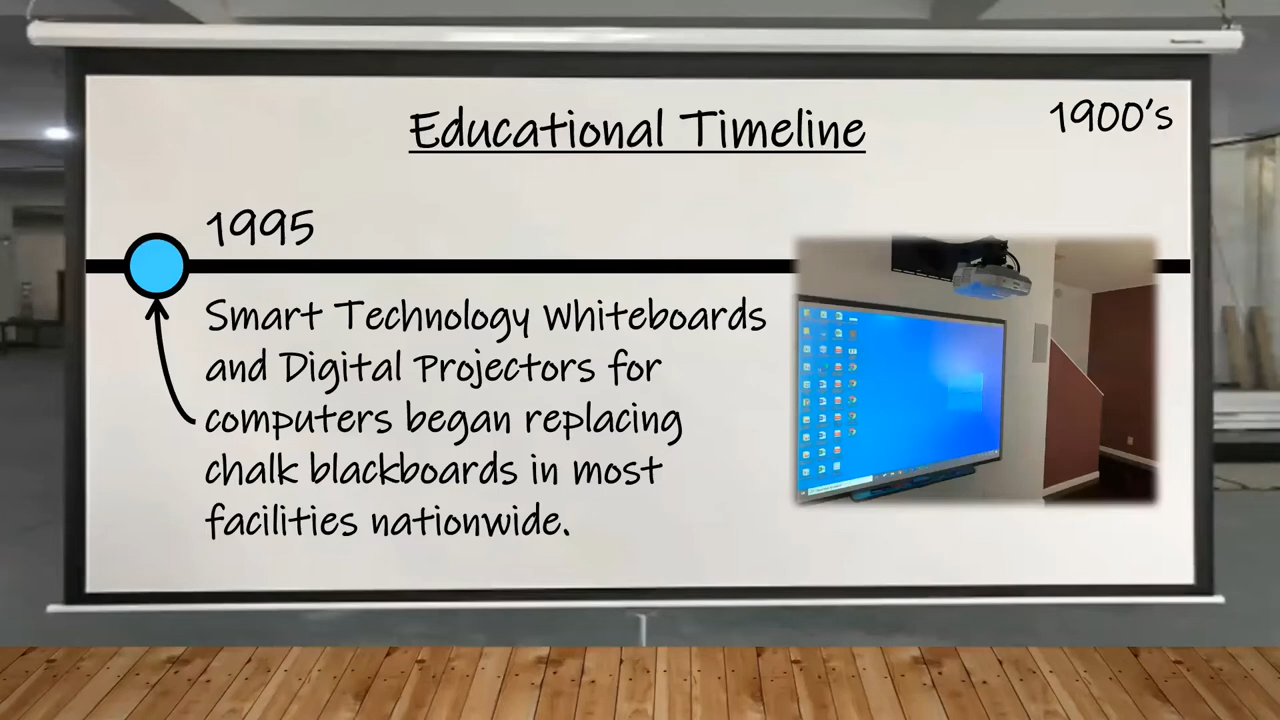 Educational Timeline
1900's
1995
Smart Technology Whiteboards
and Digital Projectors for
computers began replacing
chalk blackboards in most
facilities nationwide.